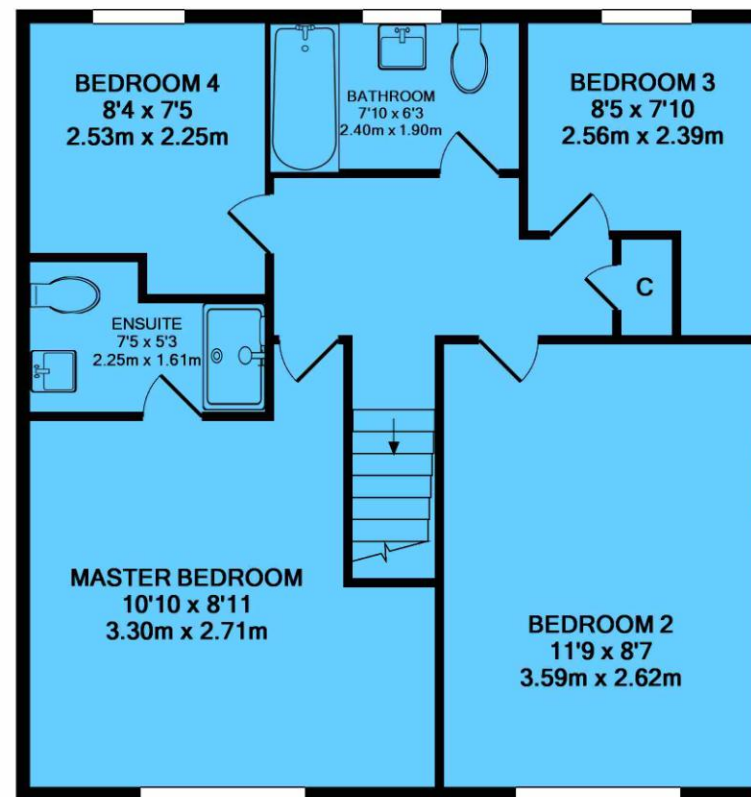 BEDROOM 4
8'4 x 7'5
2.53m x 2.25m
BATHROOM
7'10 x 6'3
2.40m x 1.90m
BEDROOM 3
8'5 x 7'10
2.56m x 2.39m
C
ENSUITE
7'5 x 5'3
2.25m x 1.61m
MASTER BEDROOM
10'10 x 8'11
3.30m x 2.71m
BEDROOM 2
11'9 x 8'7
3.59m x 2.62m